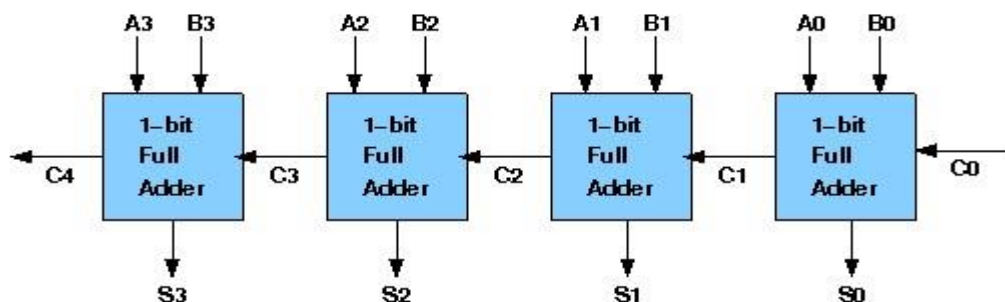 A3 B3 A2 B2 A1 B1 A0 B0
1-bit Full Adder
1-bit Full Adder
1-bit Full Adder
1-bit Full Adder
C4 C3 C2 C1 C0
S3 S2 S1 S0